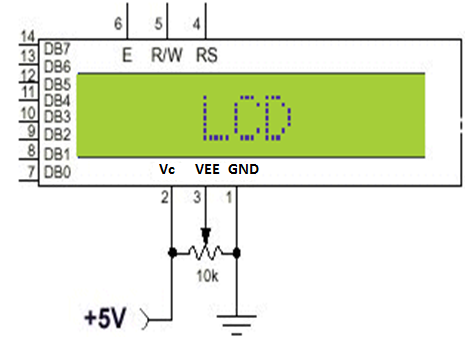 6 5 4
14 DB7 E R/W RS
13 DB6
12 DB5
11 DB4
10 DB3
9 DB2
8 DB1
7 DB0
LCD
Vc VEE GND
2 3 1
10k
+5V